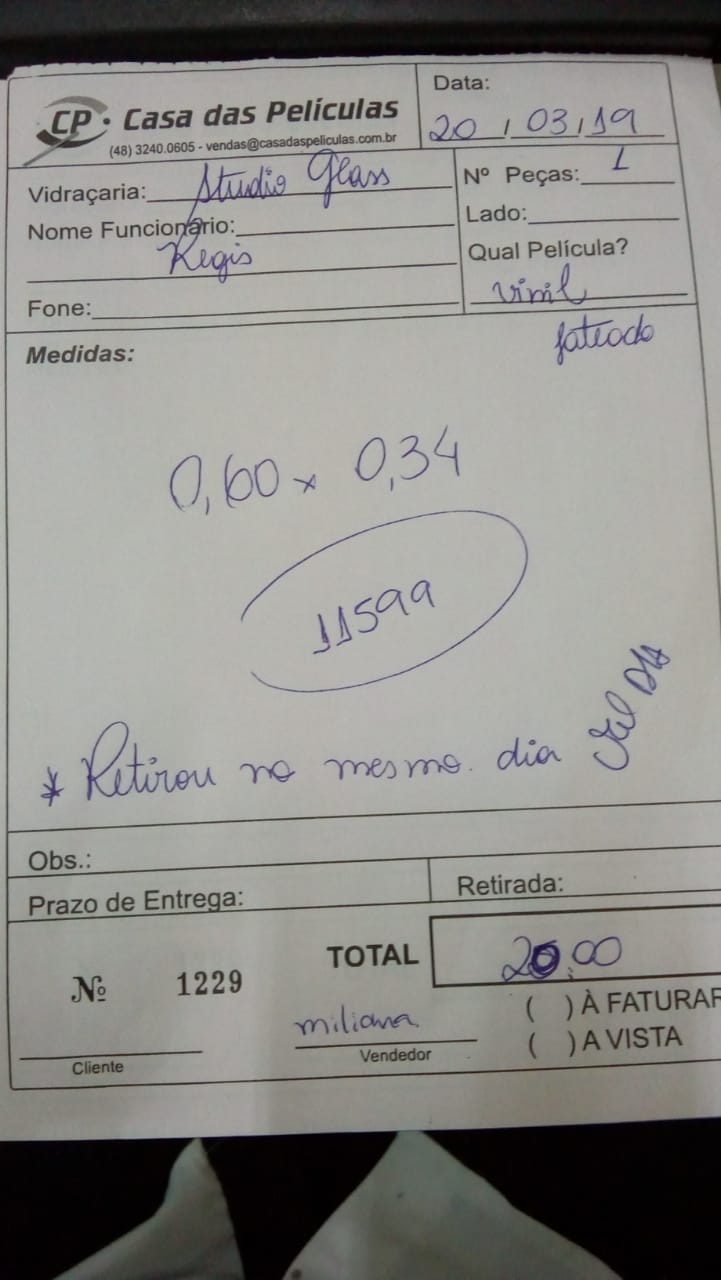 CP · Casa das Películas
(48) 3240.0605 - vendas@casadaspeliculas.com.br
Data:
20 / 03 / 19
Vidraçaria: Studio Glass
Nome Funcionário:
Regis
Fone:
Nº Peças: 1
Lado:
Qual Película?
vinil
jateado
Medidas:
0,60 x 0,34
11599
* Retirou no mesmo dia
Obs.:
Prazo de Entrega:
Retirada:
TOTAL 20,00
Nº 1229
( ) À FATURAR
( ) A VISTA
miliana
Cliente
Vendedor